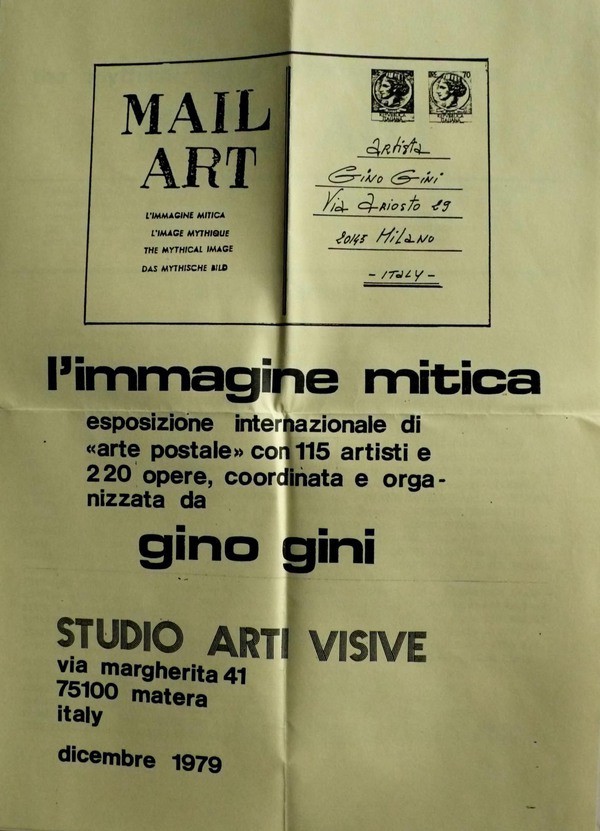 MAIL
ART
L'IMMAGINE MITICA
L'IMAGE MYTHIQUE
THE MYTHICAL IMAGE
DAS MYTHISCHE BILD
70
artista
Gino Gini
Via Ariosto 29
20145 Milano
- ITALY -
l'immagine mitica
esposizione internazionale di
«arte postale» con 115 artisti e
220 opere, coordinata e orga-
nizzata da
gino gini
STUDIO ARTI VISIVE
via margherita 41
75100 matera
italy
dicembre 1979